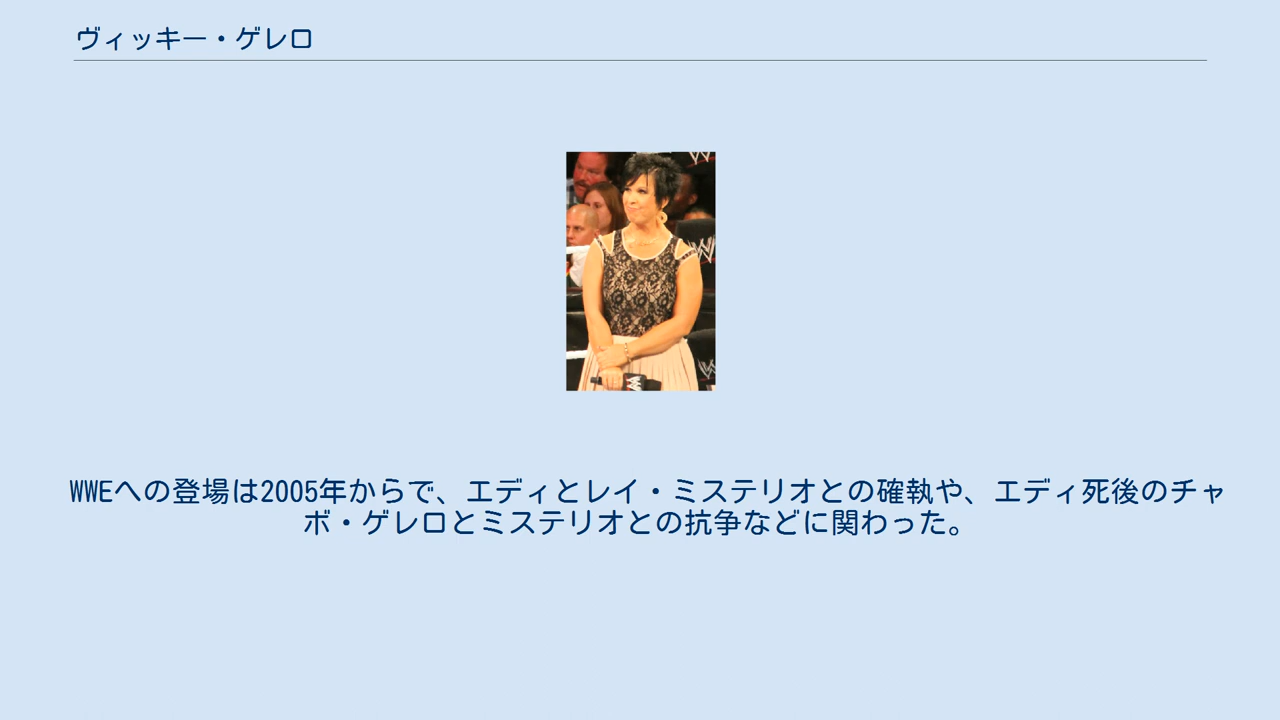 ヴィッキー・ゲレロ
W
W
W
W
WWEへの登場は2005年からで、エディとレイ・ミステリオとの確執や、エディ死後のチャ
ボ・ゲレロとミステリオとの抗争などに関わった。